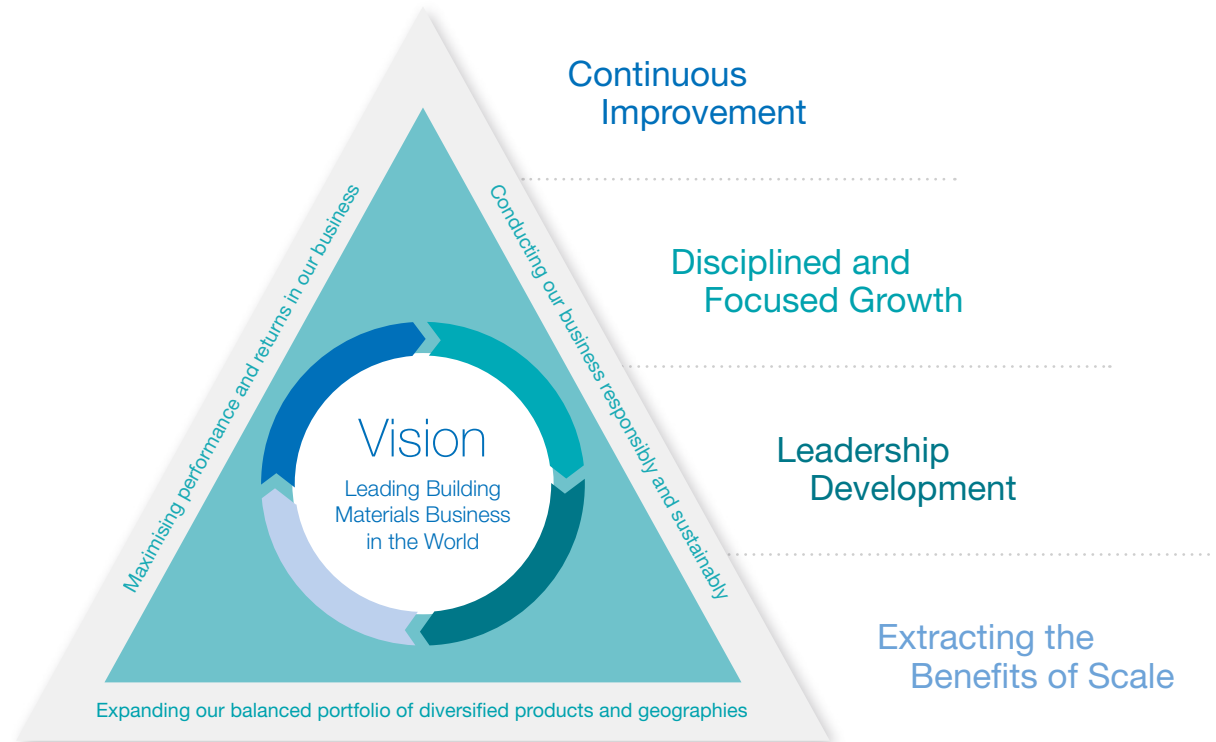 Continuous
Improvement
Disciplined and
Focused Growth
Leadership
Development
Extracting the
Benefits of Scale
Maximising performance and returns in our business
Conducting our business responsibly and sustainably
Vision
Leading Building
Materials Business
in the World
Expanding our balanced portfolio of diversified products and geographies